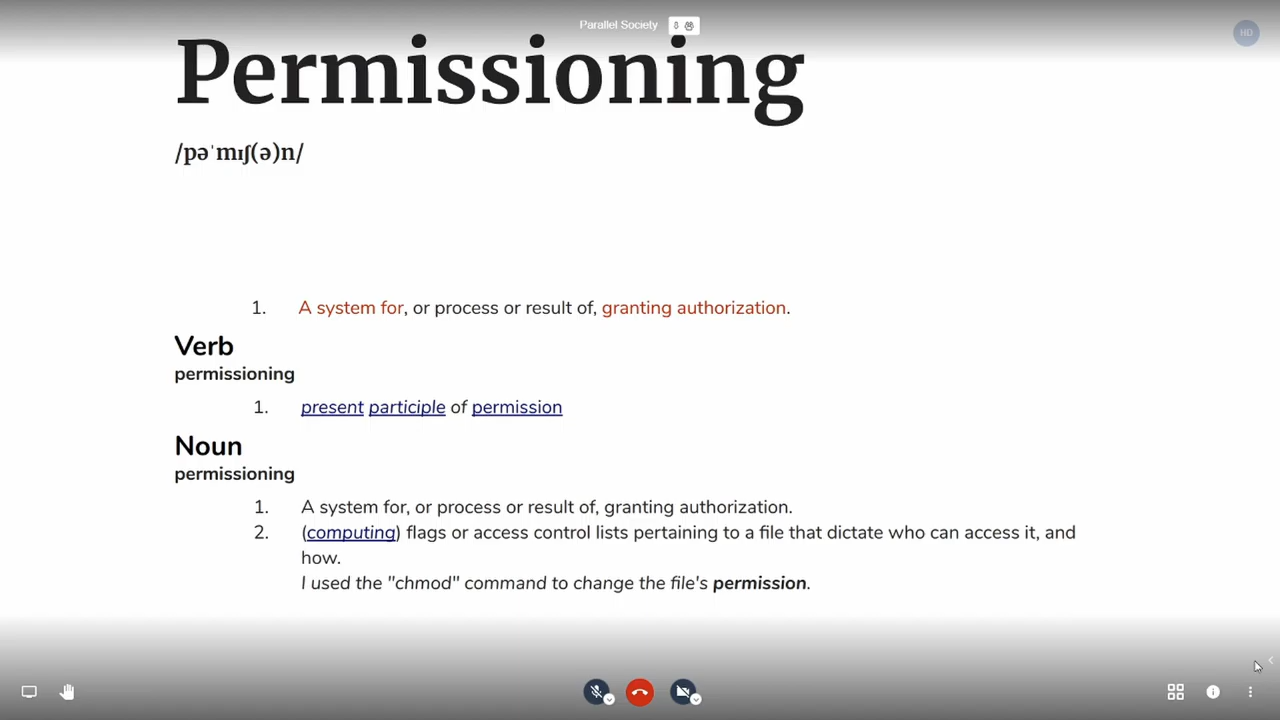 Parallel Society 8
HD
Permissioning
/pəˈmɪʃ(ə)n/
1. A system for, or process or result of, granting authorization.
Verb
permissioning
1. present participle of permission
Noun
permissioning
1. A system for, or process or result of, granting authorization.
2. (computing) flags or access control lists pertaining to a file that dictate who can access it, and
how.
I used the "chmod" command to change the file's permission.